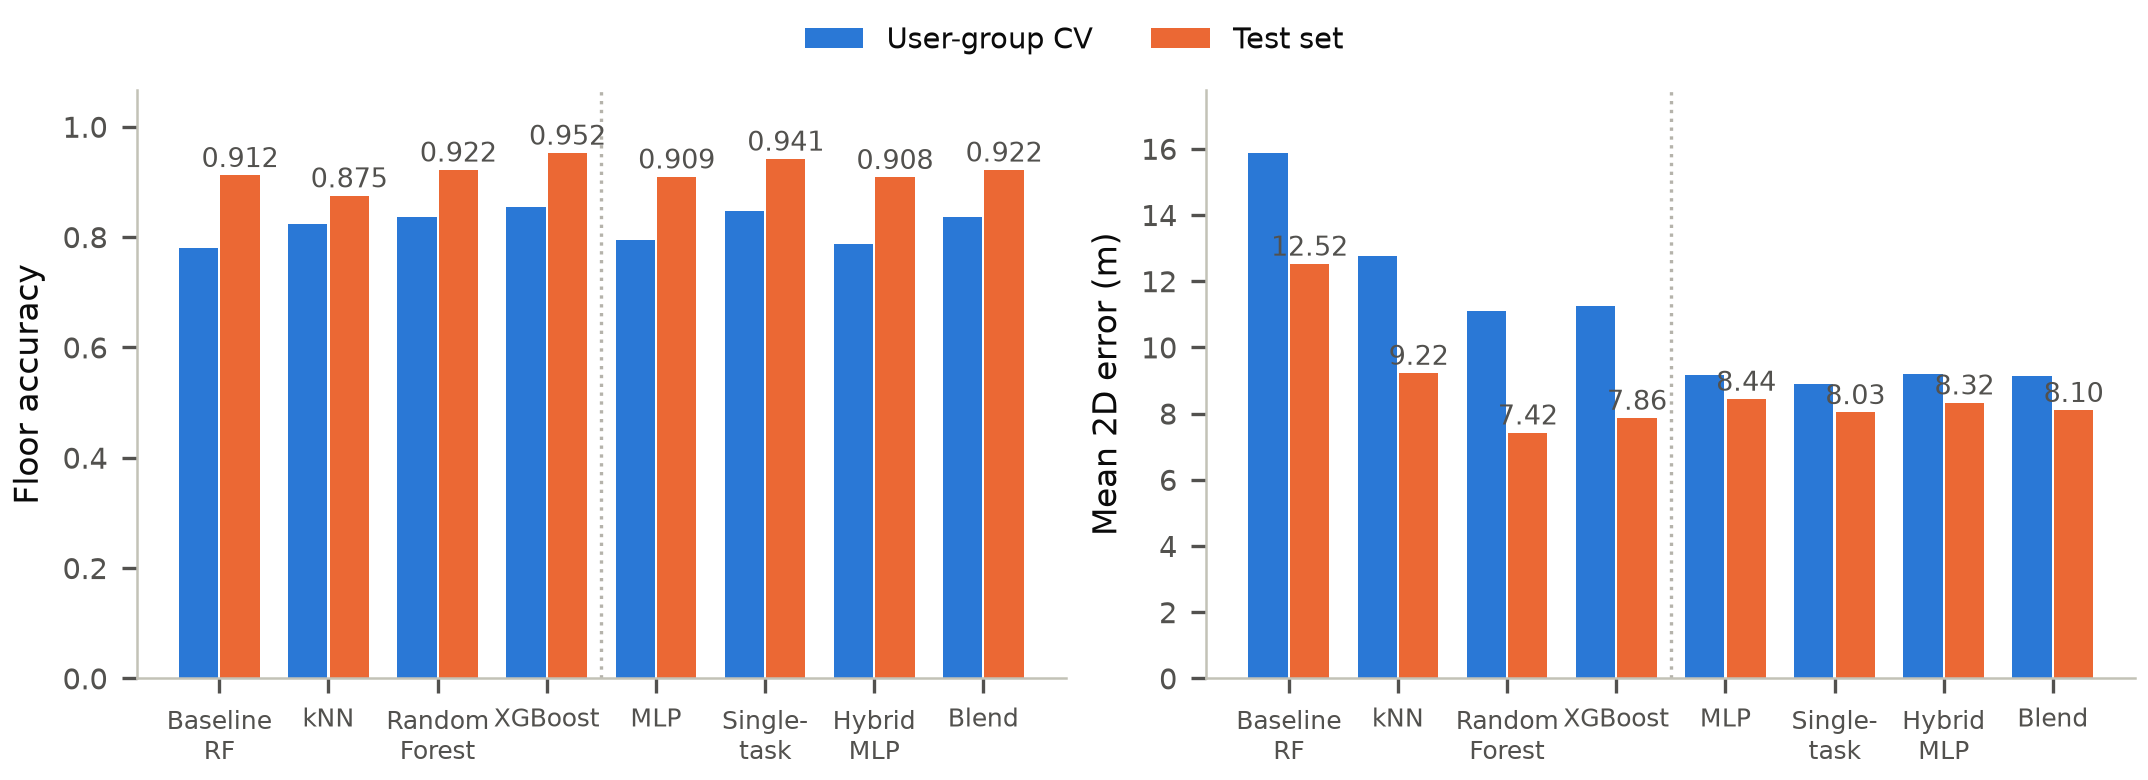 User-group CV
Test set
Floor accuracy
1.0
0.8
0.6
0.4
0.2
0.0
0.912
0.875
0.922
0.952
0.909
0.941
0.908
0.922
Baseline
RF
kNN
Random
Forest
XGBoost
MLP
Single-
task
Hybrid
MLP
Blend
Mean 2D error (m)
16
14
12
10
8
6
4
2
0
12.52
9.22
7.42
7.86
8.44
8.03
8.32
8.10
Baseline
RF
kNN
Random
Forest
XGBoost
MLP
Single-
task
Hybrid
MLP
Blend